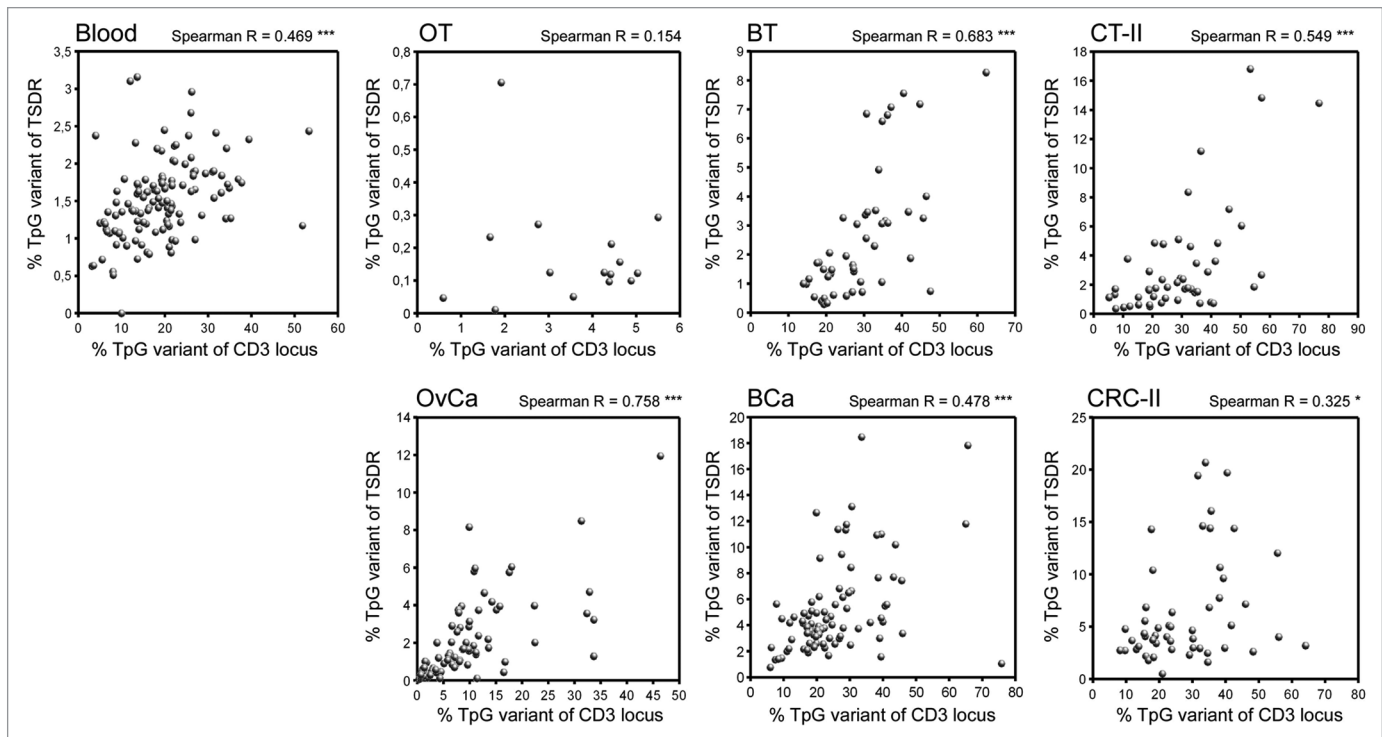 Blood Spearman R = 0.469 ***
3,5
3
2,5
2
1,5
1
0,5
0
% TpG variant of TSDR
0 10 20 30 40 50 60
% TpG variant of CD3 locus
OT Spearman R = 0.154
0,8
0,7
0,6
0,5
0,4
0,3
0,2
0,1
0
% TpG variant of TSDR
0 1 2 3 4 5 6
% TpG variant of CD3 locus
BT Spearman R = 0.683 ***
9
8
7
6
5
4
3
2
1
0
% TpG variant of TSDR
0 10 20 30 40 50 60 70
% TpG variant of CD3 locus
CT-II Spearman R = 0.549 ***
18
16
14
12
10
8
6
4
2
0
% TpG variant of TSDR
0 10 20 30 40 50 60 70 80 90
% TpG variant of CD3 locus
OvCa Spearman R = 0.758 ***
14
12
10
8
6
4
2
0
% TpG variant of TSDR
0 5 10 15 20 25 30 35 40 45 50
% TpG variant of CD3 locus
BCa Spearman R = 0.478 ***
20
18
16
14
12
10
8
6
4
2
0
% TpG variant of TSDR
0 10 20 30 40 50 60 70 80
% TpG variant of CD3 locus
CRC-II Spearman R = 0.325 *
25
20
15
10
5
0
% TpG variant of TSDR
0 10 20 30 40 50 60 70 80
% TpG variant of CD3 locus